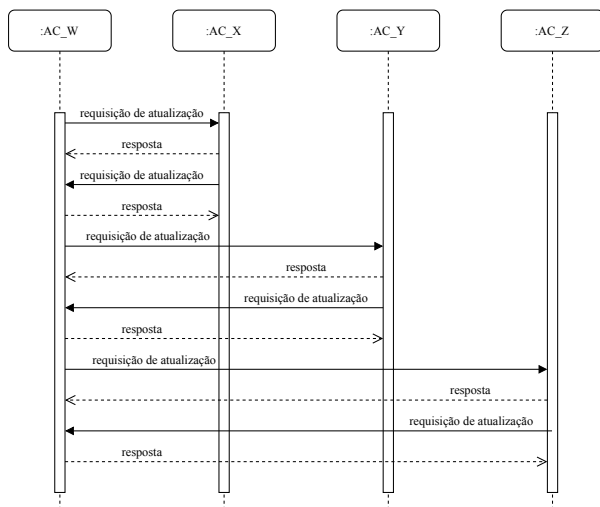 :AC_W
:AC_X
:AC_Y
:AC_Z
requisição de atualização
resposta
requisição de atualização
resposta
requisição de atualização
resposta
requisição de atualização
resposta
requisição de atualização
resposta
requisição de atualização
resposta